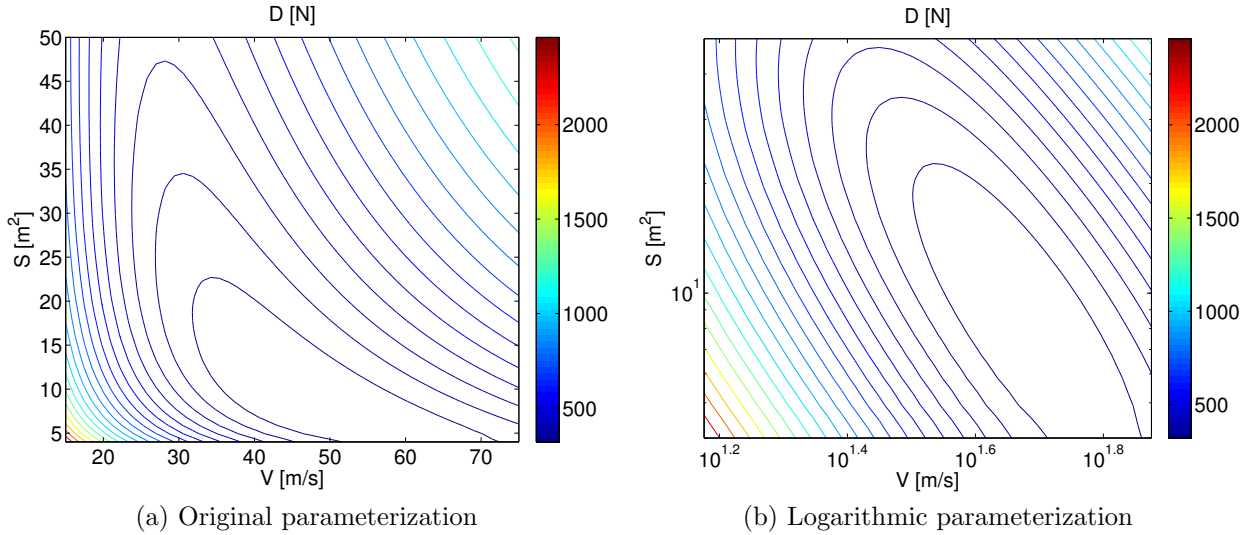 D [N]
50
45
40
35
30
25
20
15
10
5
S [m²]
20 30 40 50 60 70
V [m/s]
2000
1500
1000
500
(a) Original parameterization
D [N]
S [m²]
10¹
10^1.2 10^1.4 10^1.6 10^1.8
V [m/s]
2000
1500
1000
500
(b) Logarithmic parameterization